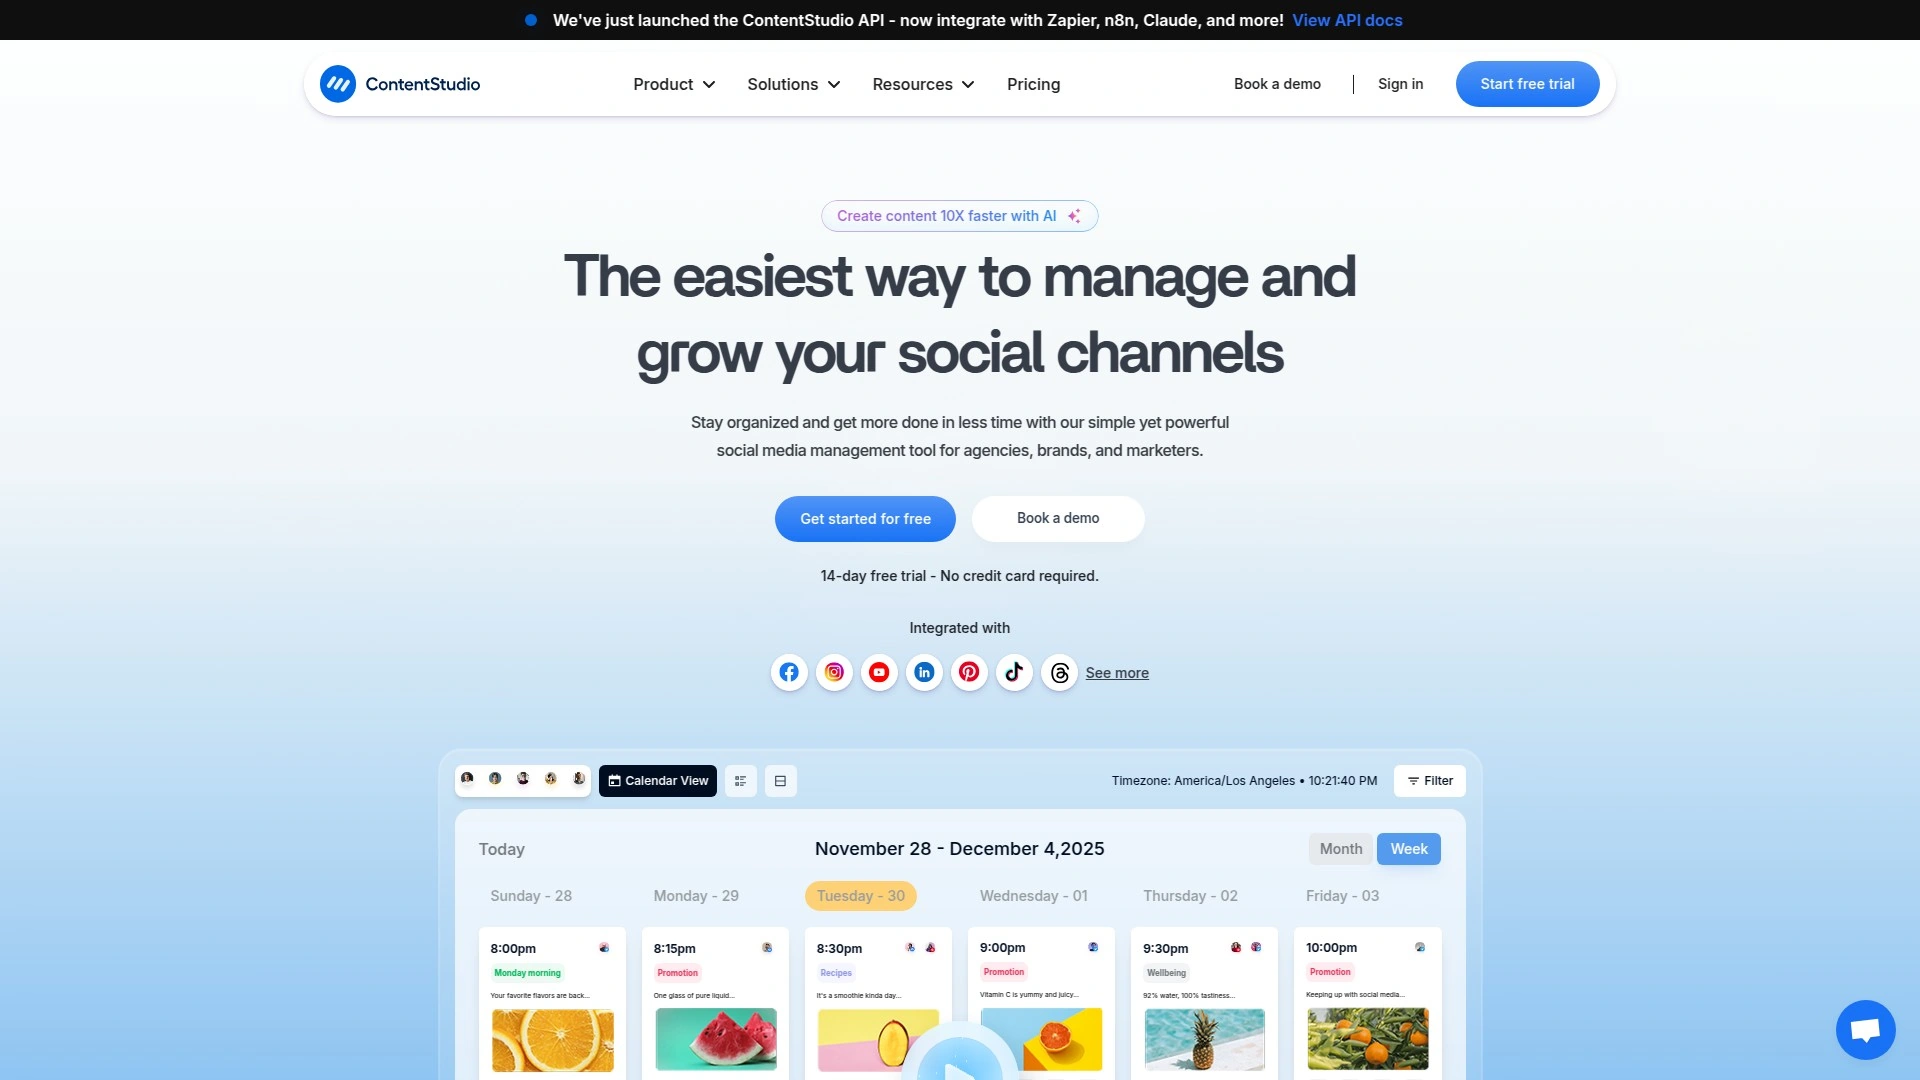 We've just launched the ContentStudio API - now integrate with Zapier, n8n, Claude, and more! View API docs
ContentStudio
Product
Solutions
Resources
Pricing
Book a demo
Sign in
Start free trial
Create content 10X faster with AI
The easiest way to manage and
grow your social channels
Stay organized and get more done in less time with our simple yet powerful
social media management tool for agencies, brands, and marketers.
Get started for free
Book a demo
14-day free trial - No credit card required.
Integrated with
See more
Calendar View
Timezone: America/Los Angeles • 10:21:40 PM
Filter
Today
November 28 - December 4,2025
Month
Week
Sunday - 28
Monday - 29
Tuesday - 30
Wednesday - 01
Thursday - 02
Friday - 03
8:00pm
Monday morning
Your favorite flavors are back...
8:15pm
Promotion
One glass of pure liquid...
8:30pm
Recipes
It's a smoothie kinda day...
9:00pm
Promotion
Vitamin C is yummy and juicy...
9:30pm
Wellbeing
92% water, 100% tastiness...
10:00pm
Promotion
Keeping up with social media...